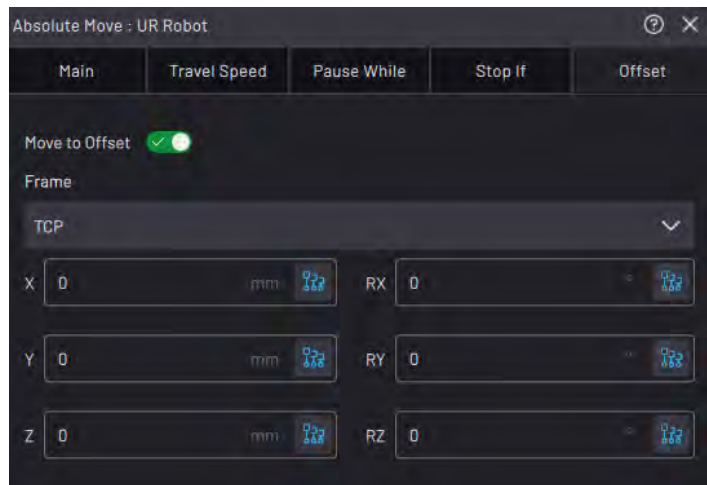 Absolute Move : UR Robot
Main Travel Speed Pause While Stop If Offset
Move to Offset
Frame
TCP
X 0 mm RX 0 °
Y 0 mm RY 0 °
Z 0 mm RZ 0 °